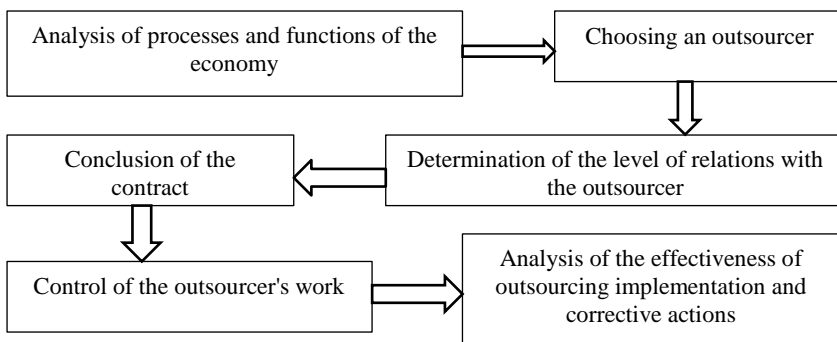 Analysis of processes and functions of the
economy
Choosing an outsourcer
Determination of the level of relations with
the outsourcer
Conclusion of the
contract
Control of the outsourcer's work
Analysis of the effectiveness of
outsourcing implementation and
corrective actions